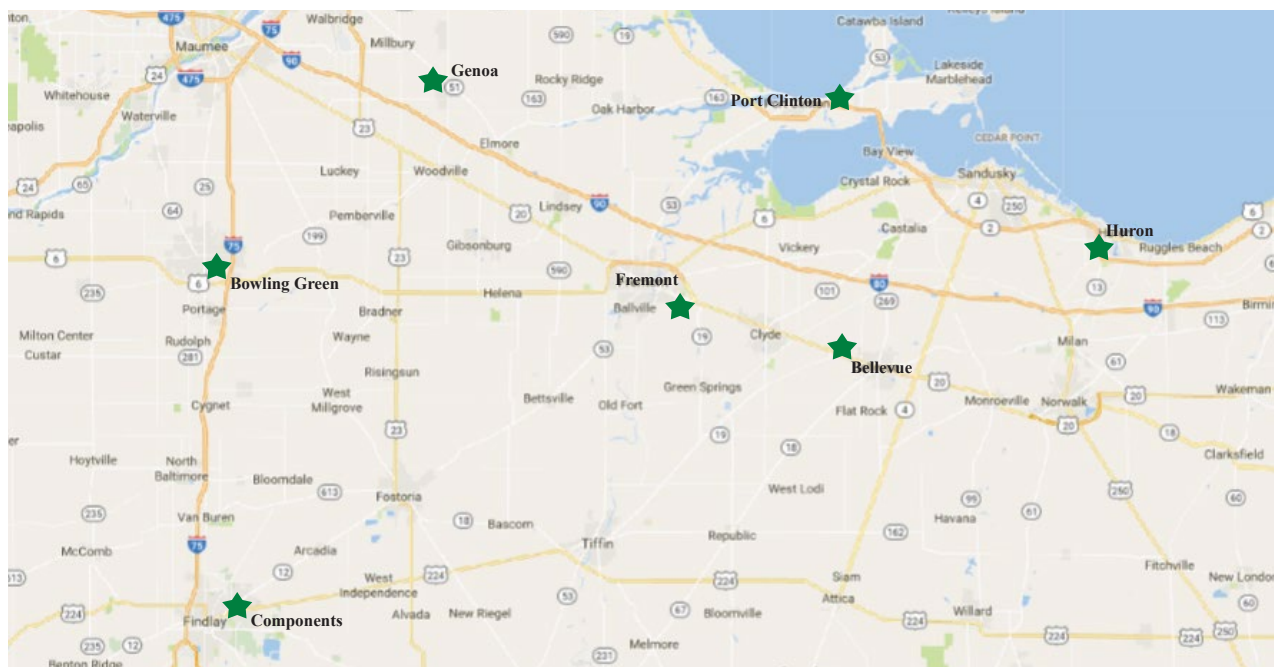 475
75
Walbridge
590
19
Catawba Island
Maumee
Millbury
90
53
Genoa
24
475
51
Rocky Ridge
Lakeside
Marblehead
Whitehouse
163
Oak Harbor
163
Port Clinton
Waterville
23
Elmore
CEDAR POINT
Bay View
24
65
25
Luckey
Woodville
Crystal Rock
Sandusky
64
Pemberville
20
Lindsey
90
53
6
4
250
2
6
199
Gibsonburg
Vickery
Castalia
Huron
Ruggles Beach
2
6
75
23
590
Fremont
80
13
6
Bowling Green
235
Helena
101
269
90
Portage
Bradner
Ballville
113
Milton Center
Custar
Rudolph
281
Wayne
53
19
Clyde
Milan
61
Risingsun
Bellevue
Green Springs
20
20
Wakeman
Cygnet
West
Millgrove
Bettsville
Old Fort
Flat Rock
4
Monroeville
Norwalk
23
19
18
20
18
Hoytville
North
Baltimore
Bloomdale
613
Fostoria
West Lodi
99
61
250
Clarksfield
60
235
Van Buren
18
Bascom
Havana
McComb
75
Arcadia
Tiffin
Republic
162
12
West
Independence
224
224
Siam
Attica
Fitchville
New London
60
224
Findlay
Components
Alvada
New Riegel
53
67
Bloomville
Willard
224
224
250
235
12
Benton Ridge
Melmore
231